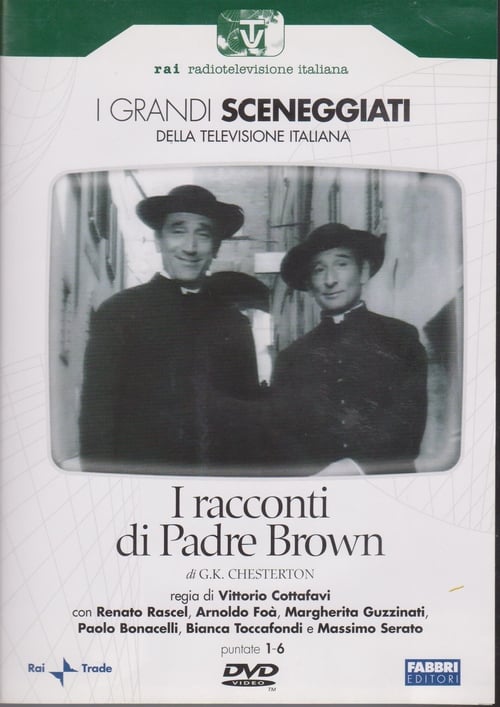 TV
rai radiotelevisione italiana
I GRANDI SCENEGGIATI
DELLA TELEVISIONE ITALIANA
I racconti
di Padre Brown
di G.K. CHESTERTON
regia di Vittorio Cottafavi
con Renato Rascel, Arnoldo Foà, Margherita Guzzinati,
Paolo Bonacelli, Bianca Toccafondi e Massimo Serato
puntate 1-6
Rai Trade
DVD
VIDEO
TM
FABBRI
EDITORI